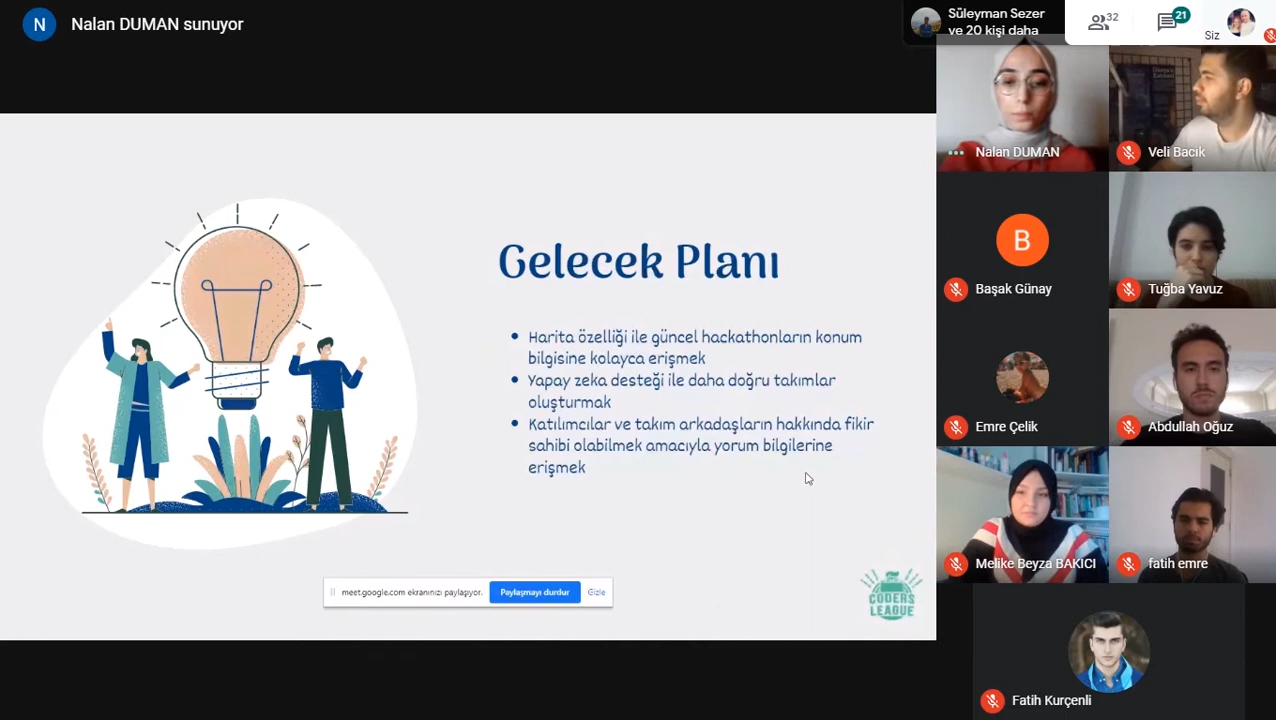 N
Nalan DUMAN sunuyor
Süleyman Sezer
ve 20 kişi daha
32
21
Siz
Nalan DUMAN
Veli Bacık
Gelecek Planı
• Harita özelliği ile güncel hackathonların konum
bilgisine kolayca erişmek
• Yapay zeka desteği ile daha doğru takımlar
oluşturmak
• Katılımcılar ve takım arkadaşların hakkında fikir
sahibi olabilmek amacıyla yorum bilgilerine
erişmek
B
Başak Günay
Tuğba Yavuz
Emre Çelik
Abdullah Oğuz
Melike Beyza BAKICI
fatih emre
meet.google.com ekranınızı paylaşıyor.
Paylaşmayı durdur
Gizle
CODERS
LEAGUE
Fatih Kurçenli